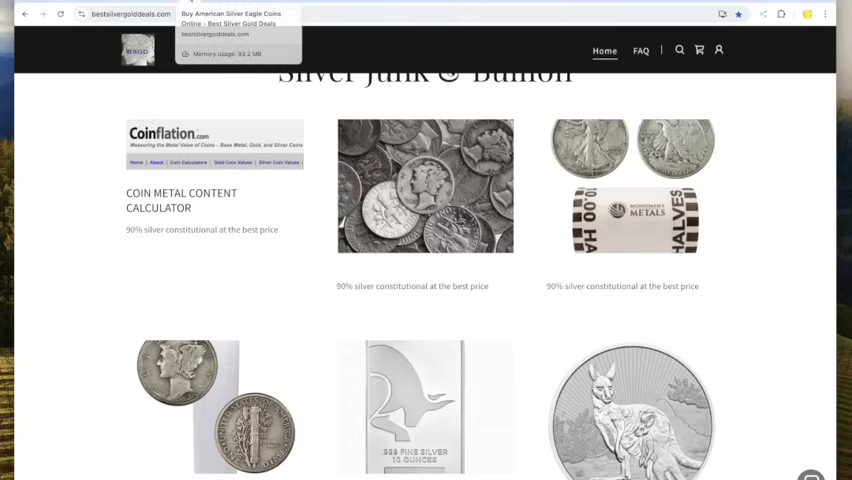 Buy American Silver Eagle Coins
Online - Best Silver Gold Deals
bestsilvergolddeals.com
Memory usage: 93.2 MB
bestsilvergolddeals.com
BSGD
Home
FAQ
Silver Junk & Bullion
Coinflation.com
Measuring the Metal Value of Coins - Base Metal, Gold, and Silver Coins
Home | About | Coin Calculators | Gold Coin Values | Silver Coin Values
COIN METAL CONTENT
CALCULATOR
90% silver constitutional at the best price
90% silver constitutional at the best price
MONUMENT
METALS
HALVES
90% silver constitutional at the best price
.999 FINE SILVER
10 OUNCES